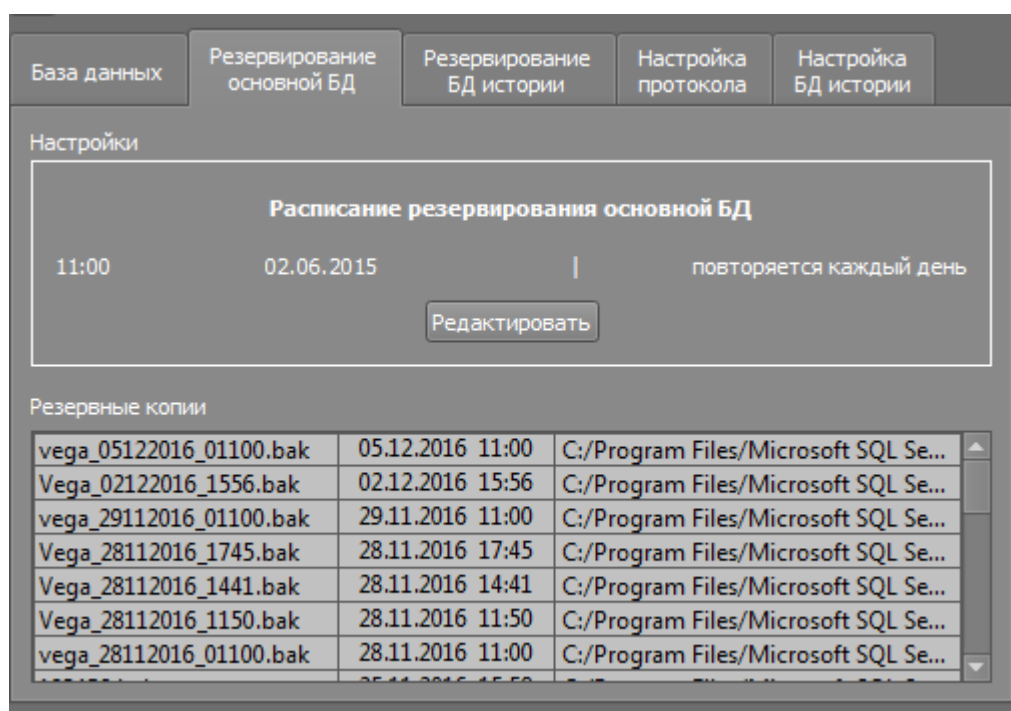 База данных
Резервирование основной БД
Резервирование БД истории
Настройка протокола
Настройка БД истории
Настройки
Расписание резервирования основной БД
11:00 02.06.2015 | повторяется каждый день
Редактировать
Резервные копии
vega_05122016_01100.bak 05.12.2016 11:00 C:/Program Files/Microsoft SQL Se...
Vega_02122016_1556.bak 02.12.2016 15:56 C:/Program Files/Microsoft SQL Se...
vega_29112016_01100.bak 29.11.2016 11:00 C:/Program Files/Microsoft SQL Se...
Vega_28112016_1745.bak 28.11.2016 17:45 C:/Program Files/Microsoft SQL Se...
Vega_28112016_1441.bak 28.11.2016 14:41 C:/Program Files/Microsoft SQL Se...
Vega_28112016_1150.bak 28.11.2016 11:50 C:/Program Files/Microsoft SQL Se...
vega_28112016_01100.bak 28.11.2016 11:00 C:/Program Files/Microsoft SQL Se...